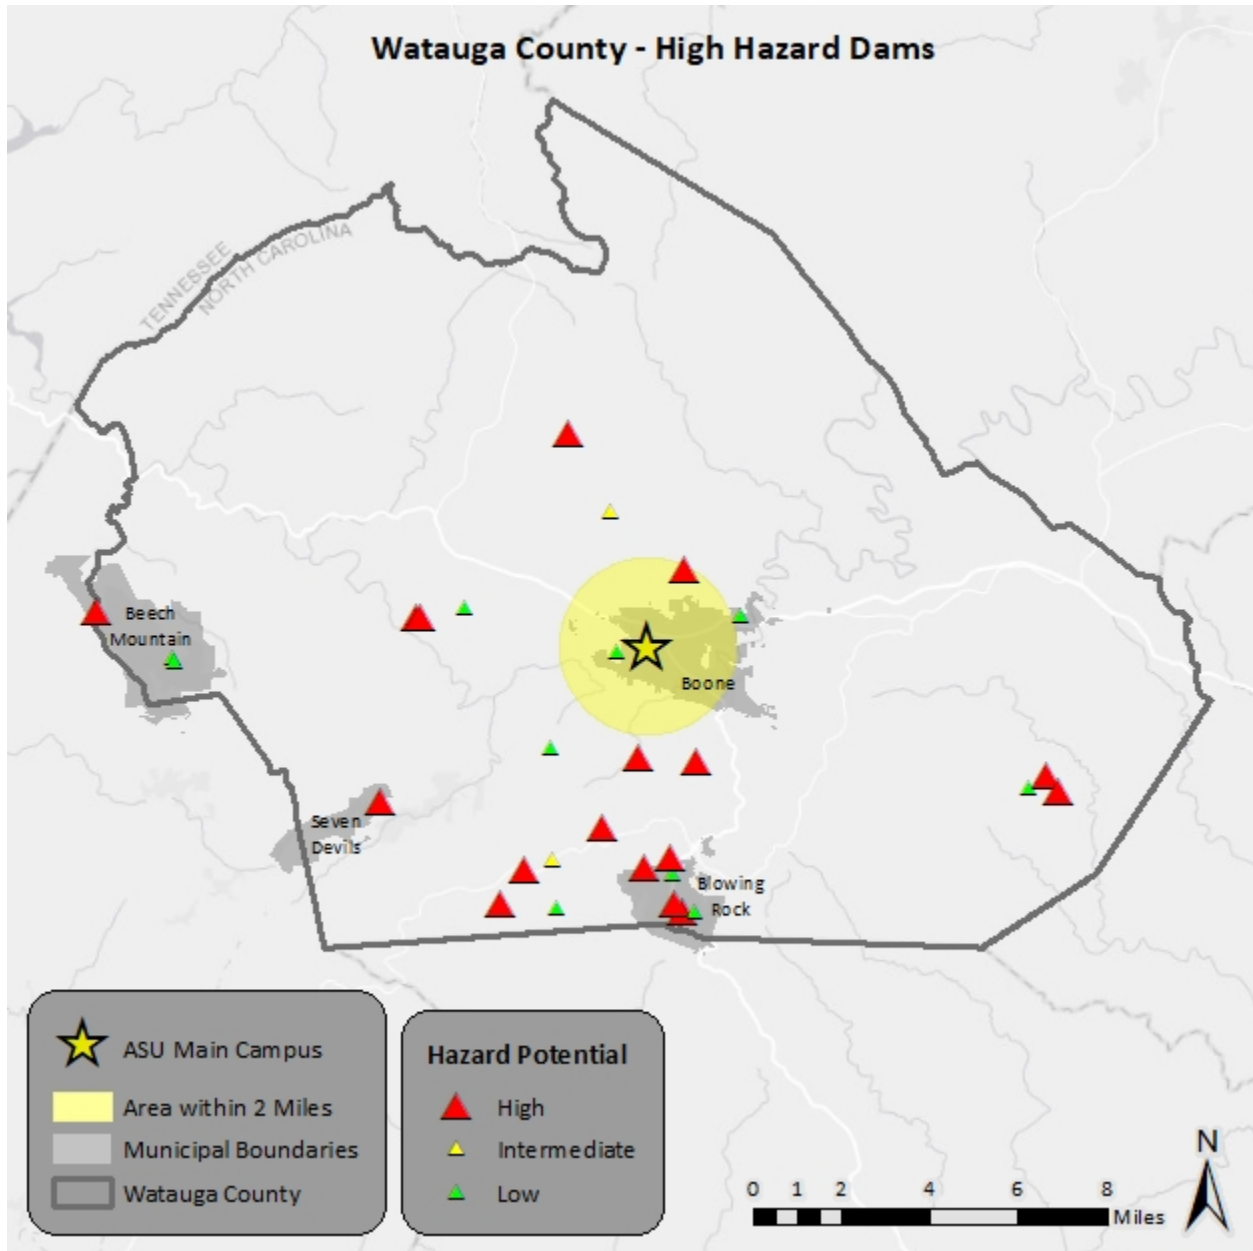 Watauga County - High Hazard Dams
TENNESSEE
NORTH CAROLINA
Beech
Mountain
Boone
Seven
Devils
Blowing
Rock
ASU Main Campus
Area within 2 Miles
Municipal Boundaries
Watauga County
Hazard Potential
High
Intermediate
Low
N
0 1 2 4 6 8
Miles